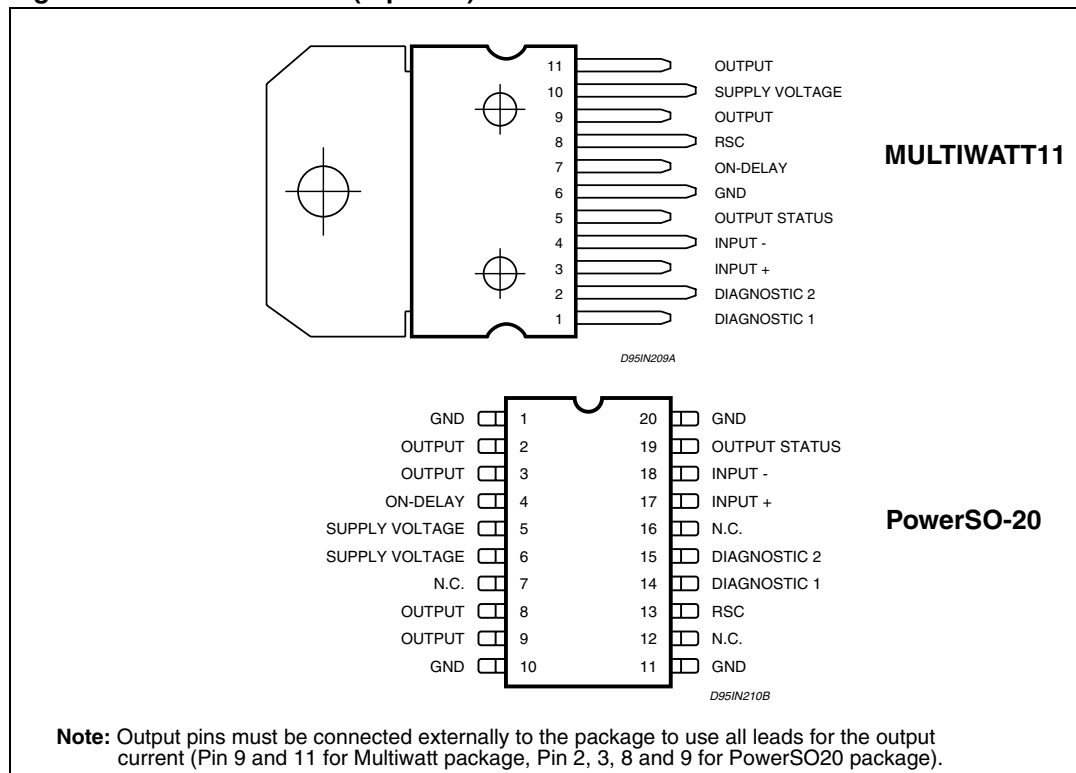 11 OUTPUT
10 SUPPLY VOLTAGE
9 OUTPUT
8 RSC
MULTIWATT11
7 ON-DELAY
6 GND
5 OUTPUT STATUS
4 INPUT -
3 INPUT +
2 DIAGNOSTIC 2
1 DIAGNOSTIC 1
D95IN209A
GND 1 20 GND
OUTPUT 2 19 OUTPUT STATUS
OUTPUT 3 18 INPUT -
ON-DELAY 4 17 INPUT +
SUPPLY VOLTAGE 5 16 N.C.
PowerSO-20
SUPPLY VOLTAGE 6 15 DIAGNOSTIC 2
N.C. 7 14 DIAGNOSTIC 1
OUTPUT 8 13 RSC
OUTPUT 9 12 N.C.
GND 10 11 GND
D95IN210B
Note: Output pins must be connected externally to the package to use all leads for the output
current (Pin 9 and 11 for Multiwatt package, Pin 2, 3, 8 and 9 for PowerSO20 package).